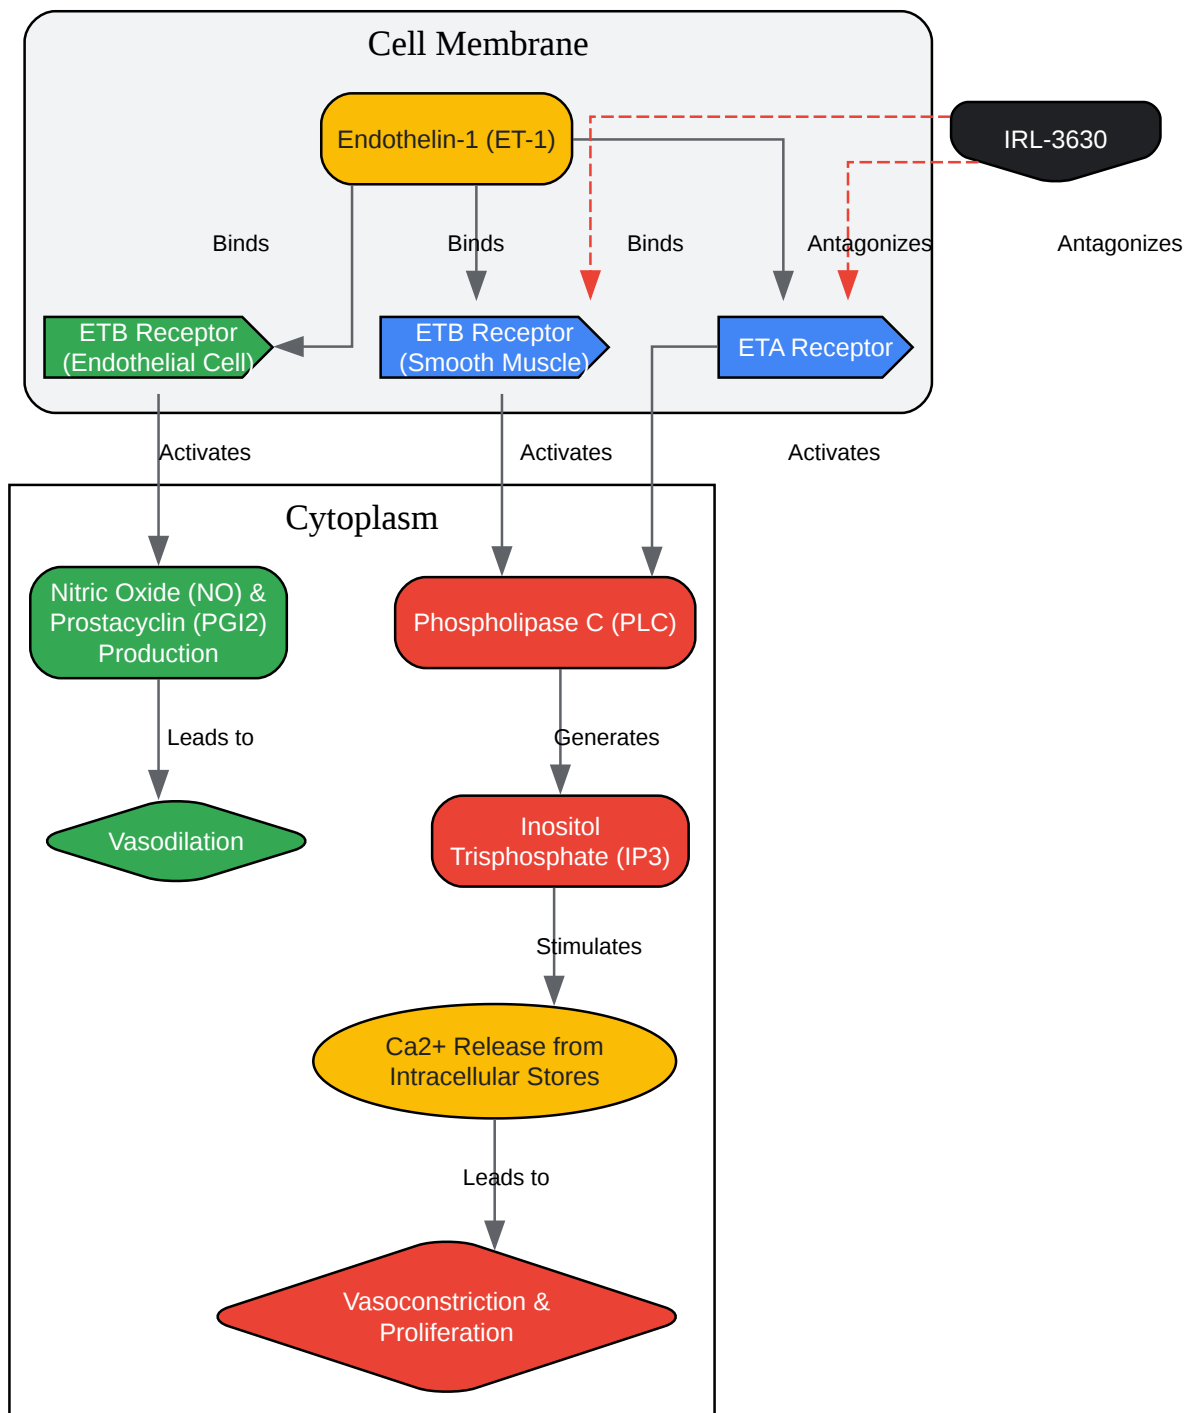 Cell Membrane
Endothelin-1 (ET-1)
IRL-3630
Binds
Binds
Binds
Antagonizes
Antagonizes
ETB Receptor
(Endothelial Cell)
ETB Receptor
(Smooth Muscle)
ETA Receptor
Activates
Activates
Activates
Cytoplasm
Nitric Oxide (NO) &
Prostacyclin (PGI2)
Production
Phospholipase C (PLC)
Leads to
Generates
Vasodilation
Inositol
Trisphosphate (IP3)
Stimulates
Ca2+ Release from
Intracellular Stores
Leads to
Vasoconstriction &
Proliferation